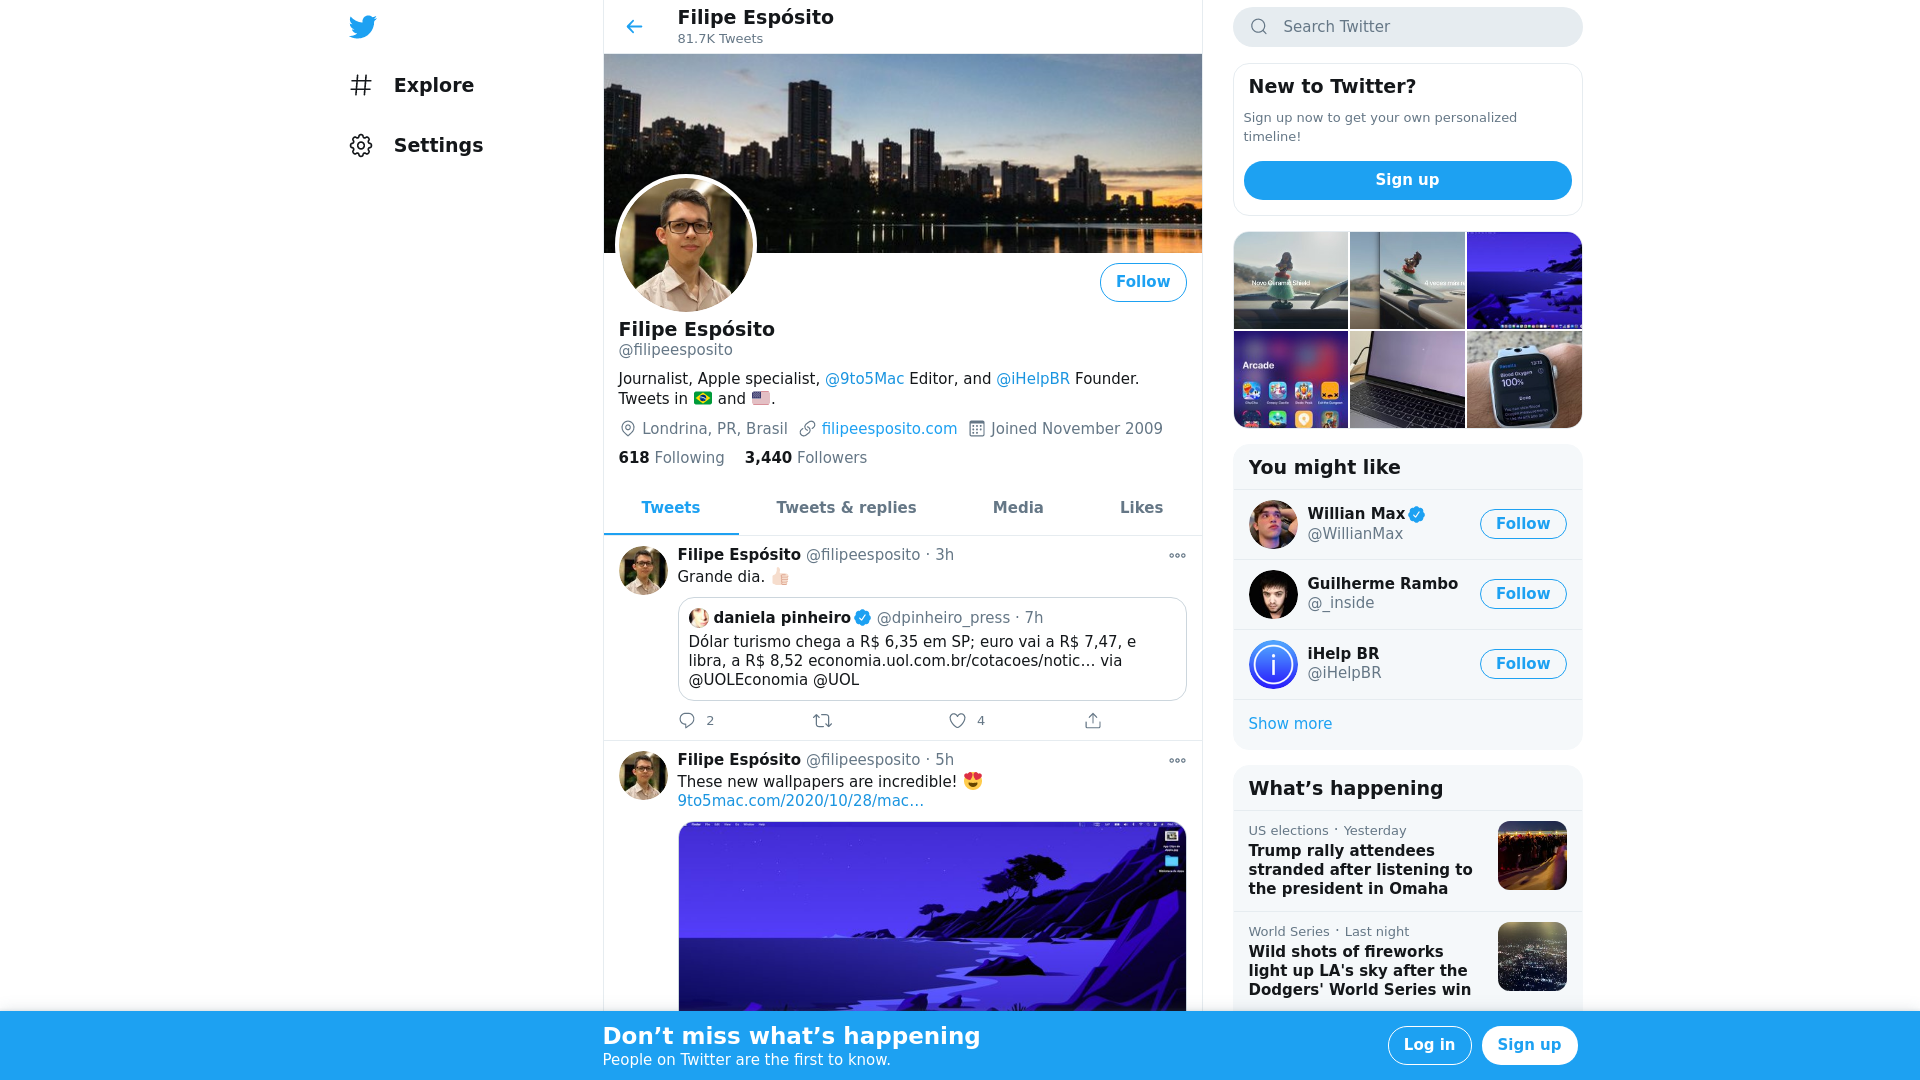 Explore
Settings
Filipe Espósito
81.7K Tweets
Follow
Filipe Espósito
@filipeesposito
Journalist, Apple specialist, @9to5Mac Editor, and @iHelpBR Founder.
Tweets in 🇧🇷 and 🇺🇸.
Londrina, PR, Brasil filipeesposito.com Joined November 2009
618 Following 3,440 Followers
Tweets Tweets & replies Media Likes
Filipe Espósito @filipeesposito · 3h
Grande dia. 👍🏻
daniela pinheiro @dpinheiro_press · 7h
Dólar turismo chega a R$ 6,35 em SP; euro vai a R$ 7,47, e
libra, a R$ 8,52 economia.uol.com.br/cotacoes/notic… via
@UOLEconomia @UOL
2 4
Filipe Espósito @filipeesposito · 5h
These new wallpapers are incredible! 😍
9to5mac.com/2020/10/28/mac…
Search Twitter
New to Twitter?
Sign up now to get your own personalized
timeline!
Sign up
Novo Ceramic Shield
Arcade
Blood Oxygen
100%
You might like
Willian Max
@WillianMax
Follow
Guilherme Rambo
@_inside
Follow
iHelp BR
@iHelpBR
Follow
Show more
What’s happening
US elections · Yesterday
Trump rally attendees
stranded after listening to
the president in Omaha
World Series · Last night
Wild shots of fireworks
light up LA's sky after the
Dodgers' World Series win
Don’t miss what’s happening
People on Twitter are the first to know.
Log in
Sign up